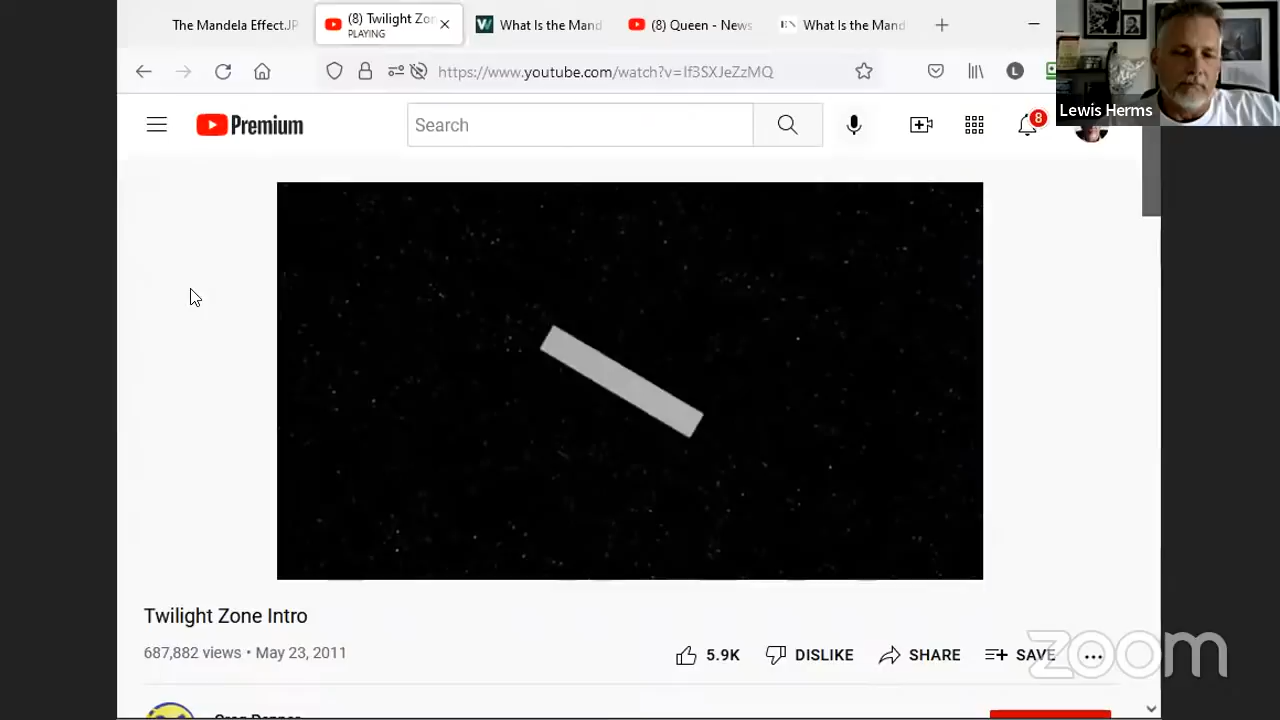 The Mandela Effect.JP
(8) Twilight Zon
PLAYING
What Is the Mand
(8) Queen - News
What Is the Mand
L
https://www.youtube.com/watch?v=If3SXJeZzMQ
Lewis Herms
Premium
Search
8
Twilight Zone Intro
687,882 views • May 23, 2011
5.9K
DISLIKE
SHARE
SAVE
zoom